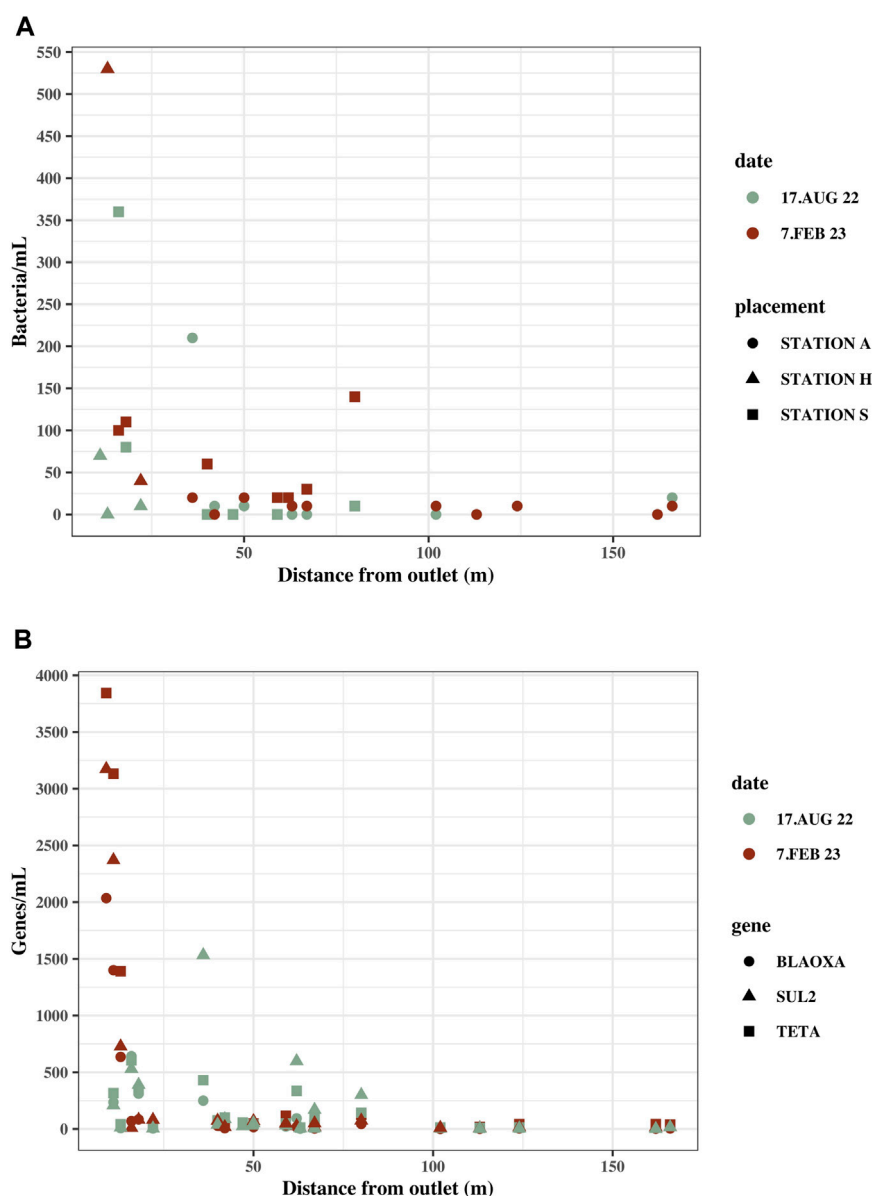 A
550
500
450
400
350
300
250
200
150
100
50
0
Bacteria/mL
50
100
150
Distance from outlet (m)
date
17.AUG 22
7.FEB 23
placement
STATION A
STATION H
STATION S
B
4000
3500
3000
2500
2000
1500
1000
500
0
Genes/mL
50
100
150
Distance from outlet (m)
date
17.AUG 22
7.FEB 23
gene
BLAOXA
SUL2
TETA